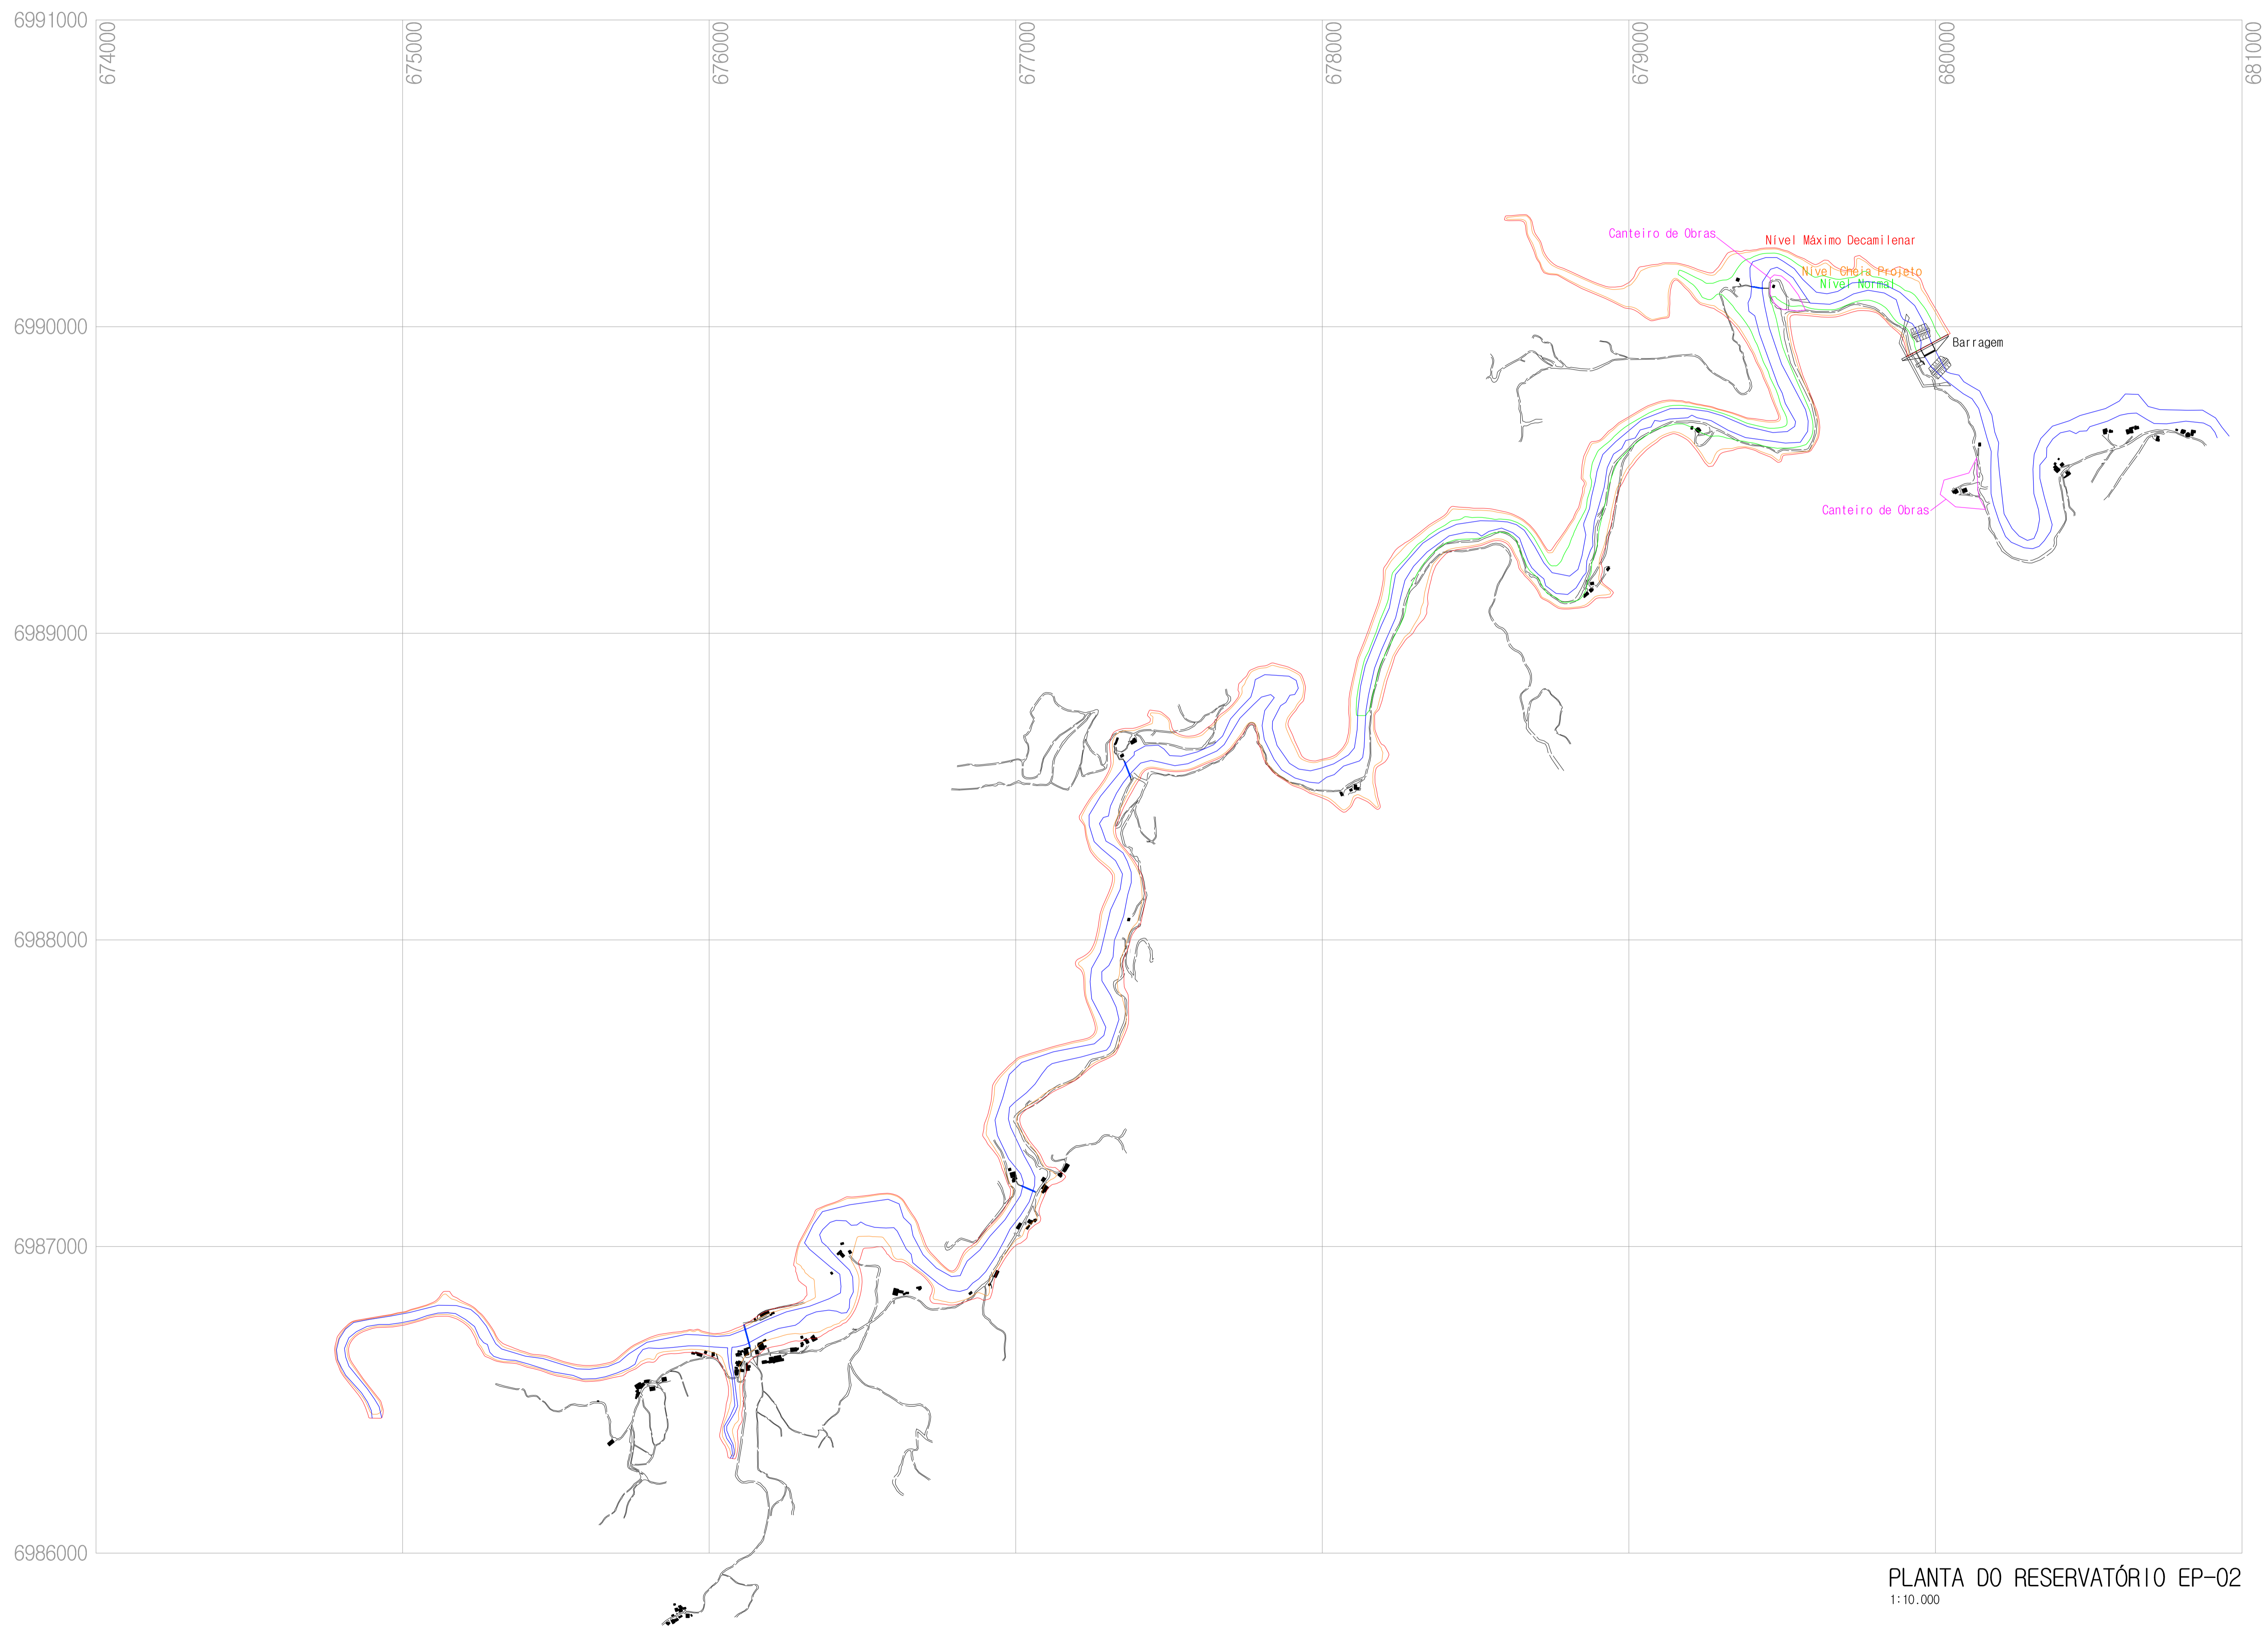 6991000
674000
675000
676000
677000
678000
679000
680000
681000
Canteiro de Obras
Nível Máximo Decamilenar
Nível Cheia Projeto
Nível Normal
6990000
Barragem
Canteiro de Obras
6989000
6988000
6987000
6986000
PLANTA DO RESERVATÓRIO EP-02
1:10.000